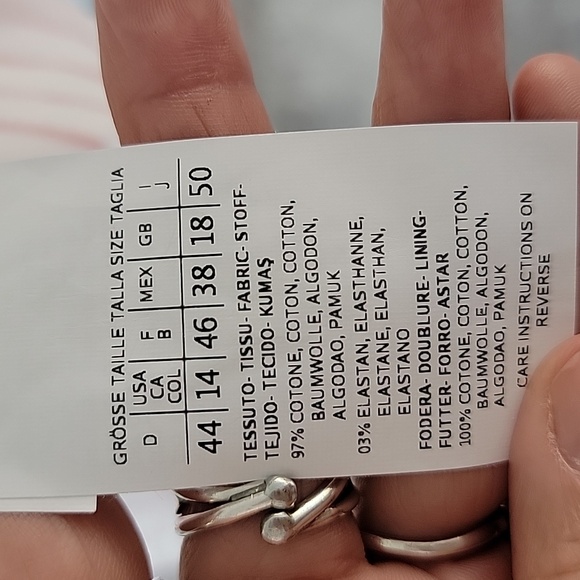 GRÖSSE TAILLE TALLA SIZE TAGLIA
D | USA CA COL | F B | MEX | GB | I J
44 | 14 | 46 | 38 | 18 | 50
TESSUTO- TISSU- FABRIC- STOFF-
TEJIDO- TECIDO- KUMAŞ
97% COTONE, COTON, COTTON,
BAUMWOLLE, ALGODON,
ALGODAO, PAMUK
03% ELASTAN, ELASTHANNE,
ELASTANE, ELASTHAN,
ELASTANO
FODERA- DOUBLURE- LINING-
FUTTER- FORRO- ASTAR
100% COTONE, COTON, COTTON,
BAUMWOLLE, ALGODON,
ALGODAO, PAMUK
CARE INSTRUCTIONS ON
REVERSE